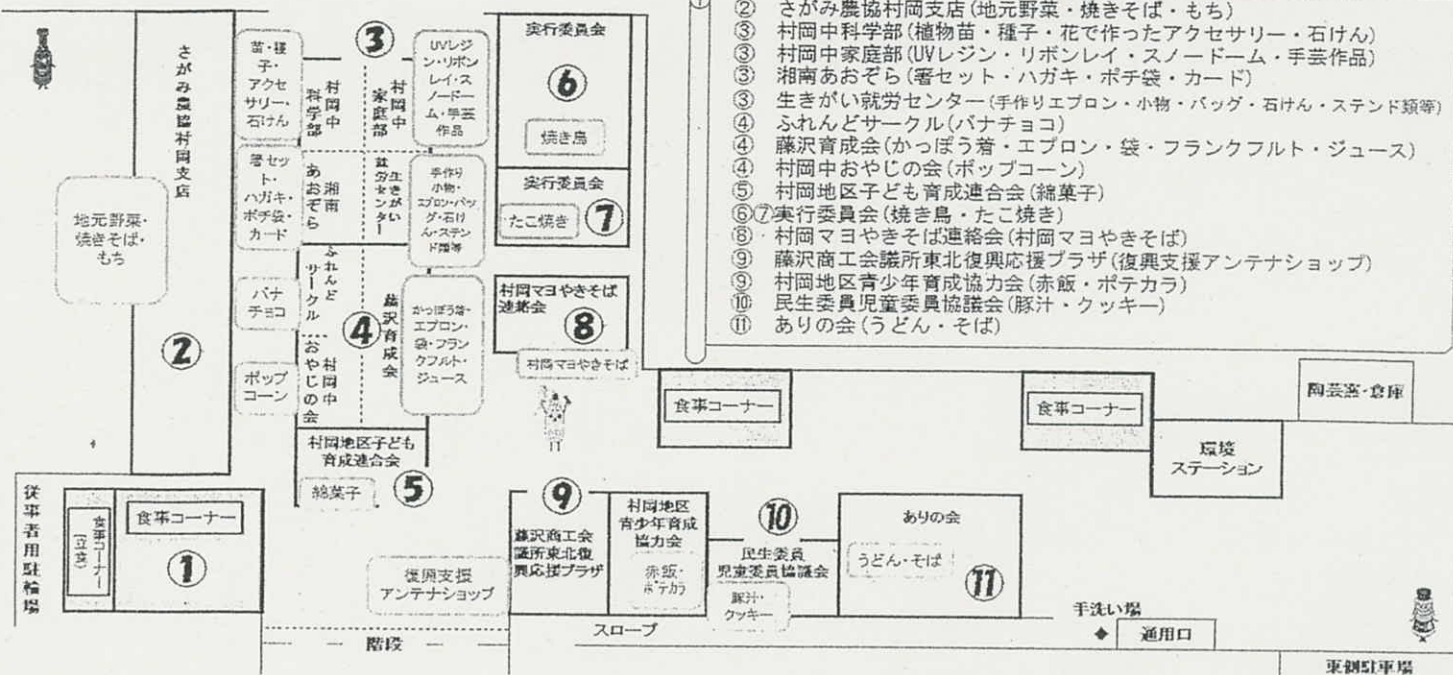 ①
② さがみ農協村岡支店(地元野菜・焼きそば・もち)
③ 村岡中科学部(植物苗・種子・花で作ったアクセサリー・石けん)
③ 村岡中家庭部(UVレジン・リボンレイ・スノードーム・手芸作品)
③ 湘南あおぞら(箸セット・ハガキ・ポチ袋・カード)
③ 生きがい就労センター(手作りエプロン・小物・バッグ・石けん・ステンド類等)
④ ふれんどサークル(バナチョコ)
④ 藤沢育成会(かっぽう着・エプロン・袋・フランクフルト・ジュース)
④ 村岡中おやじの会(ポップコーン)
⑤ 村岡地区子ども育成連合会(綿菓子)
⑥⑦実行委員会(焼き鳥・たこ焼き)
⑧ 村岡マヨやきそば連絡会(村岡マヨやきそば)
⑨ 藤沢商工会議所東北復興応援プラザ(復興支援アンテナショップ)
⑨ 村岡地区青少年育成協力会(赤飯・ポテカラ)
⑩ 民生委員児童委員協議会(豚汁・クッキー)
⑪ ありの会(うどん・そば)
さがみ農協村岡支店
地元野菜・
焼きそば・
もち
②
苗・種
子・
アクセ
サリー・
石けん
③
村岡中
科学部
村岡中
家庭部
UVレジ
ン・リボン
レイ・ス
ノードー
ム・手芸
作品
箸セッ
ト・
ハガキ・
ポチ袋・
カード
湘南
あおぞら
生きがい
就労センター
手作り
小物・
エプロン・バッ
グ・石け
ん・ステン
ド類等
バナ
チョコ
ふれんど
サークル
④
藤沢育成会
かっぽう着・
エプロン・
袋・フラン
クフルト・
ジュース
ポップ
コーン
村岡中
おやじの会
村岡地区子ども
育成連合会
綿菓子
⑤
実行委員会
⑥
焼き鳥
実行委員会
たこ焼き
⑦
村岡マヨやきそば
連絡会
⑧
村岡マヨやきそば
食事コーナー
食事コーナー
陶芸窯・倉庫
環境
ステーション
従事者用駐輪場
食事コーナー
(立食)
食事コーナー
①
復興支援
アンテナショップ
⑨
藤沢商工会
議所東北復
興応援プラザ
村岡地区
青少年育成
協力会
赤飯・
ポテカラ
⑩
民生委員
児童委員協議会
豚汁・
クッキー
ありの会
うどん・そば
⑪
階段
スロープ
手洗い場
通用口
東側駐車場